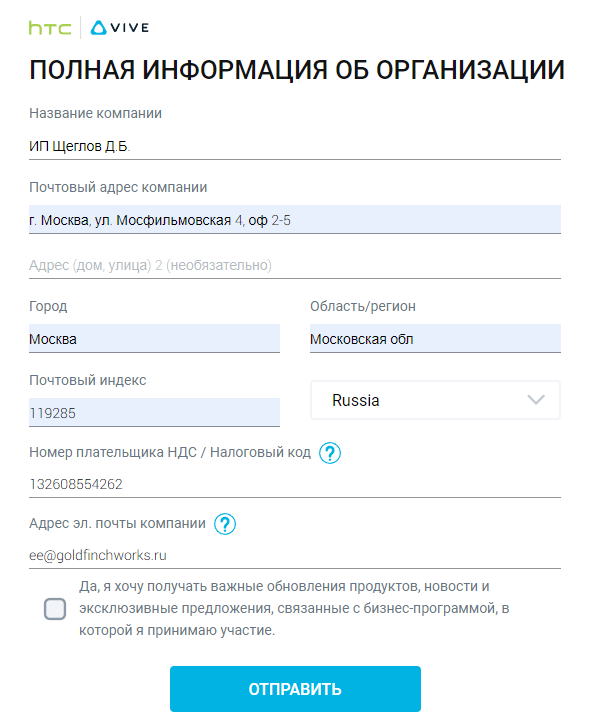 hTC VIVE
ПОЛНАЯ ИНФОРМАЦИЯ ОБ ОРГАНИЗАЦИИ
Название компании
ИП Щеглов Д.Б.
Почтовый адрес компании
г. Москва, ул. Мосфильмовская 4, оф 2-5
Адрес (дом, улица) 2 (необязательно)
Город Область/регион
Москва Московская обл
Почтовый индекс
119285 Russia
Номер плательщика НДС / Налоговый код ?
132608554262
Адрес эл. почты компании ?
ee@goldfinchworks.ru
Да, я хочу получать важные обновления продуктов, новости и
эксклюзивные предложения, связанные с бизнес-программой, в
которой я принимаю участие.
ОТПРАВИТЬ